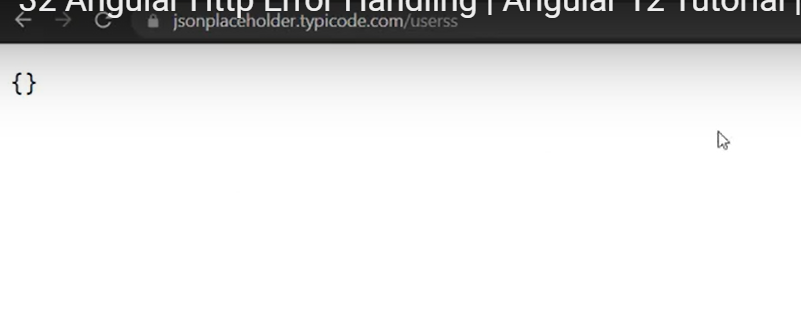 32 Angular Http Error Handling | Angular 12 Tutorial |
jsonplaceholder.typicode.com/userss
{}